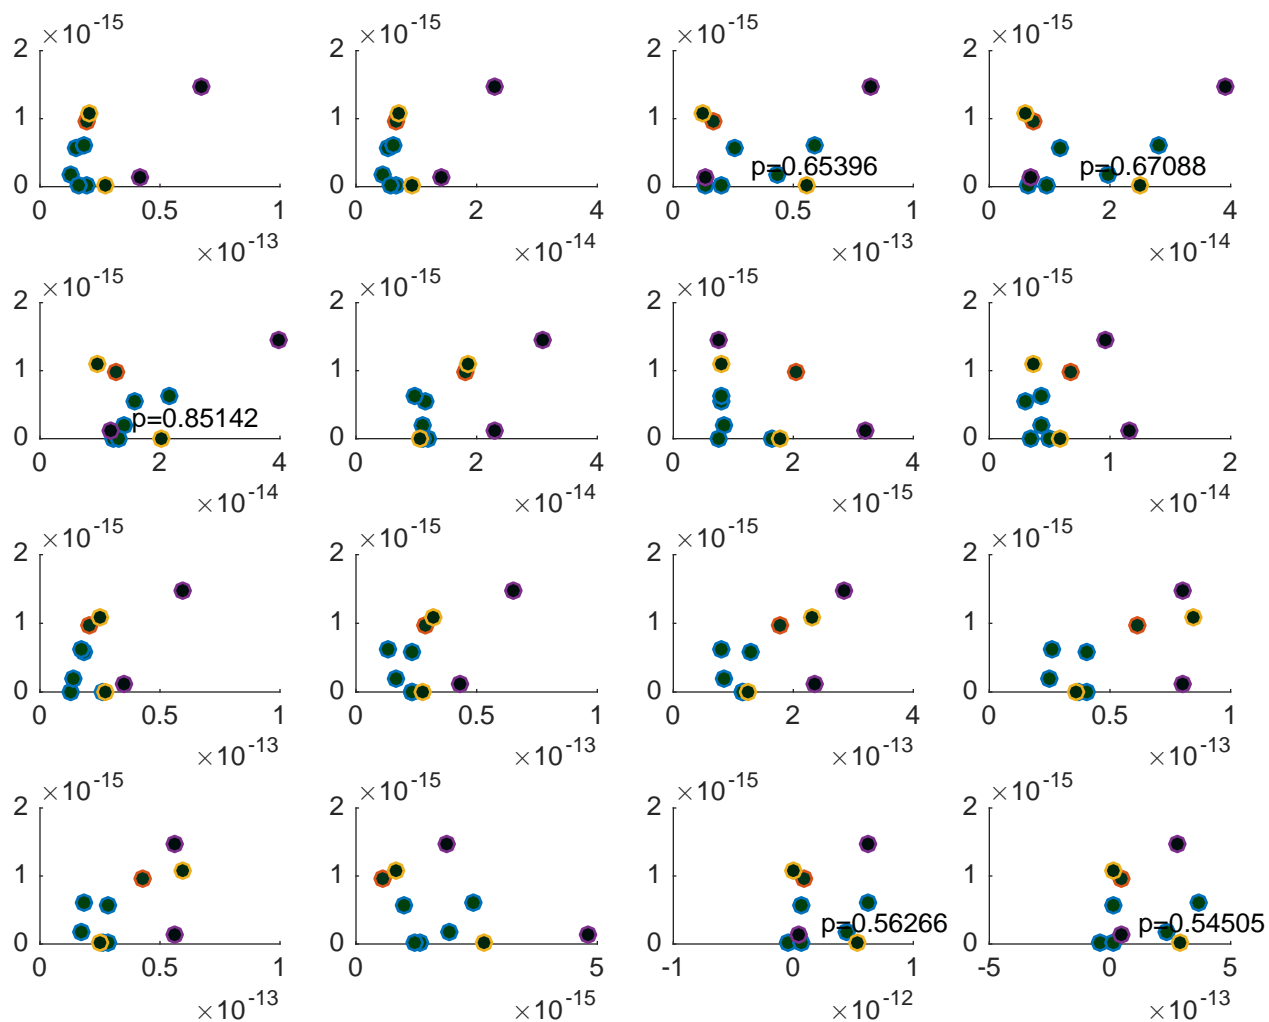 ×10-15 ×10-15 ×10-15 ×10-15
2 2 2 2
1 1 1 1
p=0.65396 p=0.67088
0 0 0 0
0 0.5 1 0 2 4 0 0.5 1 0 2 4
×10-13 ×10-14 ×10-13 ×10-14
×10-15 ×10-15 ×10-15 ×10-15
2 2 2 2
1 1 1 1
p=0.85142
0 0 0 0
0 2 4 0 2 4 0 2 4 0 1 2
×10-14 ×10-14 ×10-15 ×10-14
×10-15 ×10-15 ×10-15 ×10-15
2 2 2 2
1 1 1 1
0 0 0 0
0 0.5 1 0 0.5 1 0 2 4 0 0.5 1
×10-13 ×10-13 ×10-13 ×10-13
×10-15 ×10-15 ×10-15 ×10-15
2 2 2 2
1 1 1 1
p=0.56266 p=0.54505
0 0 0 0
0 0.5 1 0 5 -1 0 1 -5 0 5
×10-13 ×10-15 ×10-12 ×10-13